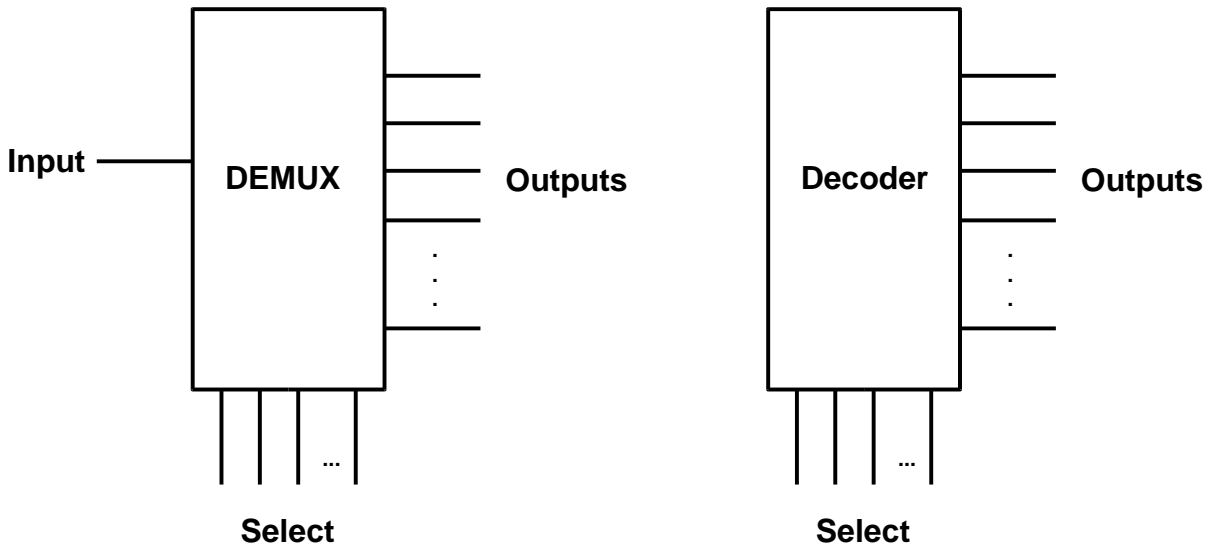 Input
DEMUX
Outputs
...
Select
Decoder
Outputs
...
Select